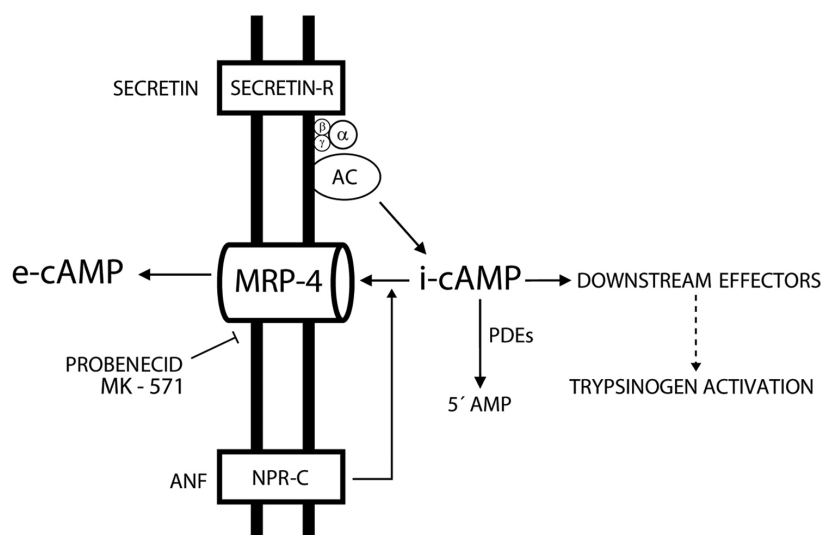 SECRETIN
SECRETIN-R
β
γ
α
AC
e-cAMP
MRP-4
i-cAMP
DOWNSTREAM EFFECTORS
PDEs
PROBENECID
MK - 571
5´ AMP
TRYPSINOGEN ACTIVATION
ANF
NPR-C